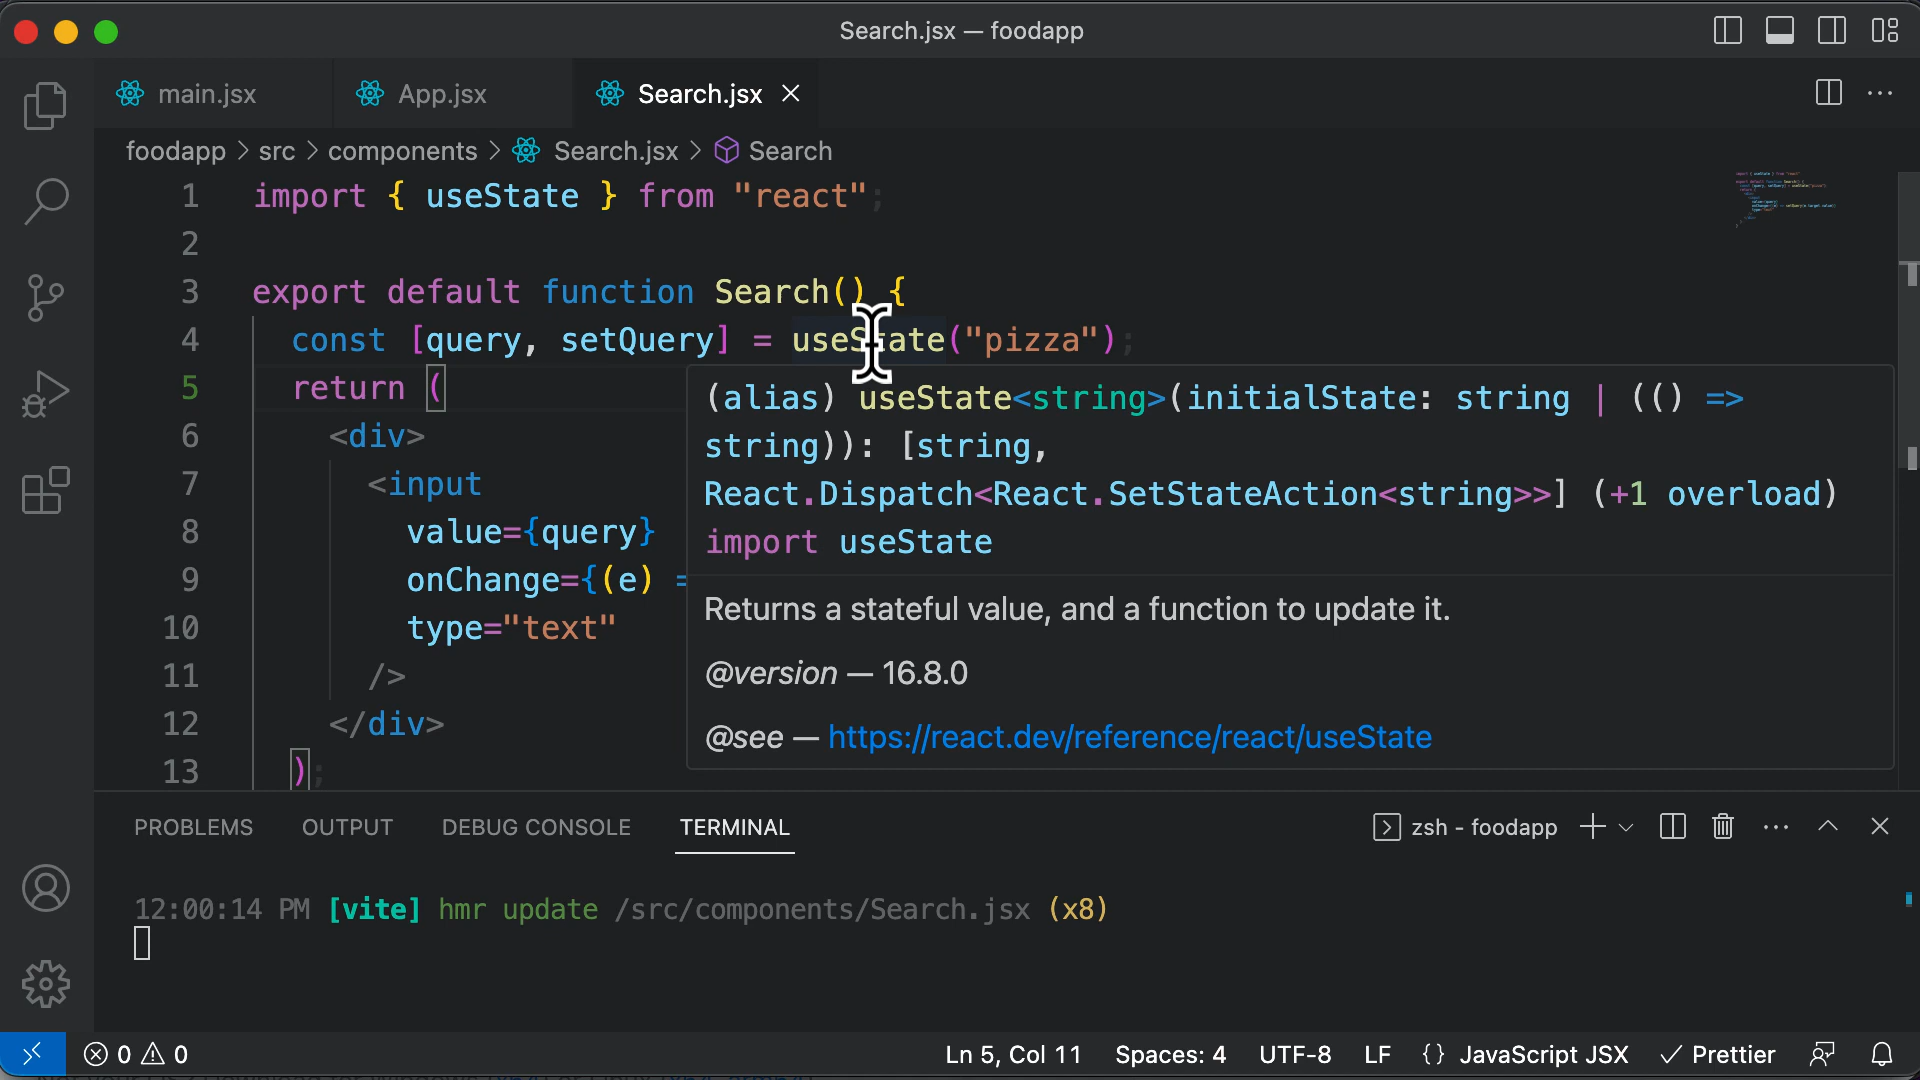 Search.jsx — foodapp
main.jsx App.jsx Search.jsx
foodapp > src > components > Search.jsx > Search
1 import { useState } from "react";
2
3 export default function Search() {
4 const [query, setQuery] = useState("pizza");
5 return (
6 <div>
7 <input
8 value={query}
9 onChange={(e) =
10 type="text"
11 />
12 </div>
13 );
(alias) useState<string>(initialState: string | (() =>
string)): [string,
React.Dispatch<React.SetStateAction<string>>] (+1 overload)
import useState
Returns a stateful value, and a function to update it.
@version — 16.8.0
@see — https://react.dev/reference/react/useState
PROBLEMS OUTPUT DEBUG CONSOLE TERMINAL zsh - foodapp
12:00:14 PM [vite] hmr update /src/components/Search.jsx (x8)
0 0 Ln 5, Col 11 Spaces: 4 UTF-8 LF {} JavaScript JSX Prettier